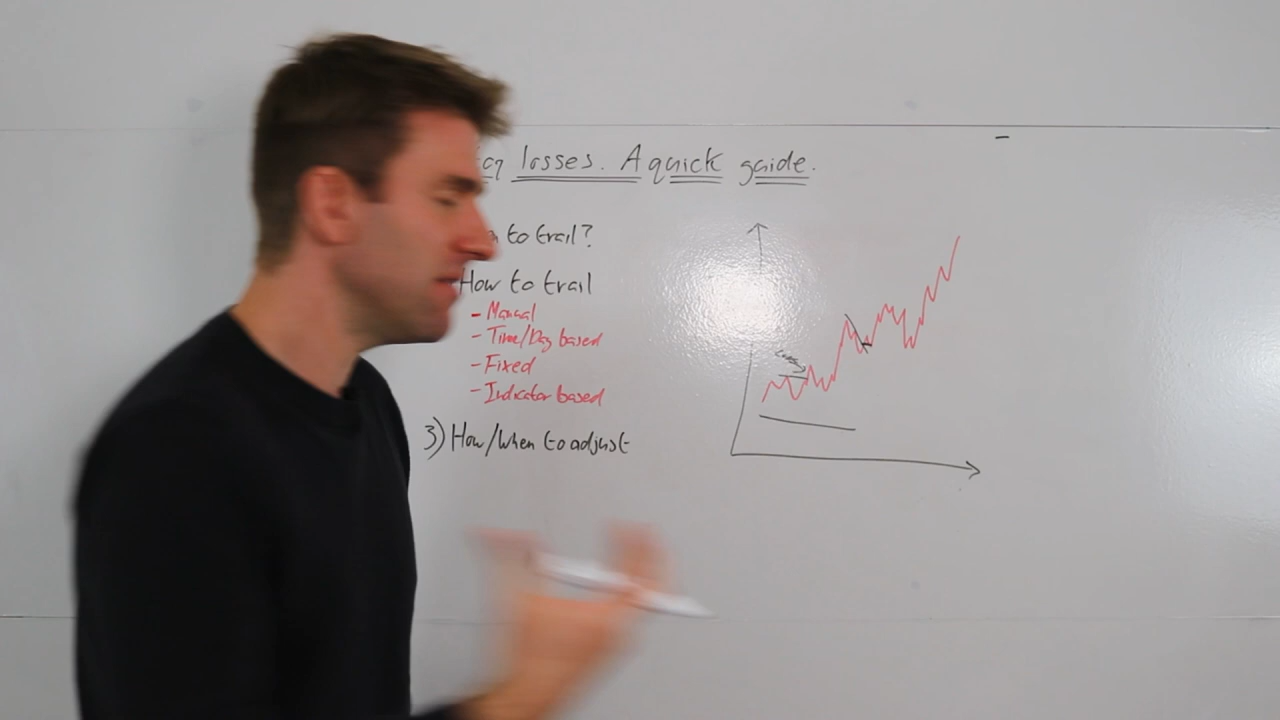 losses. A quick guide.
to trail?
How to trail
- Manual
- Time/Day based
- Fixed
- Indicator based
3) How/When to adjust